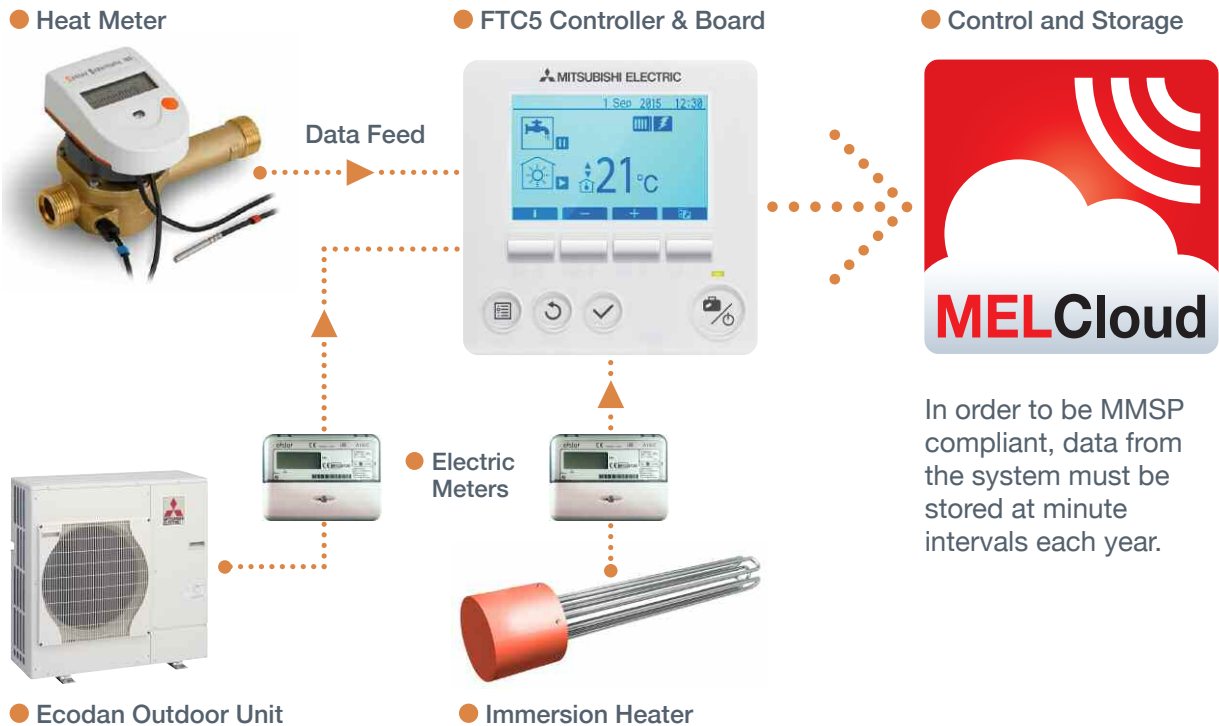 Heat Meter
FTC5 Controller & Board
Control and Storage
MITSUBISHI ELECTRIC
1 Sep 2015 12:30
Data Feed
21°C
MELCloud
In order to be MMSP
compliant, data from
the system must be
stored at minute
intervals each year.
Electric
Meters
Ecodan Outdoor Unit
Immersion Heater